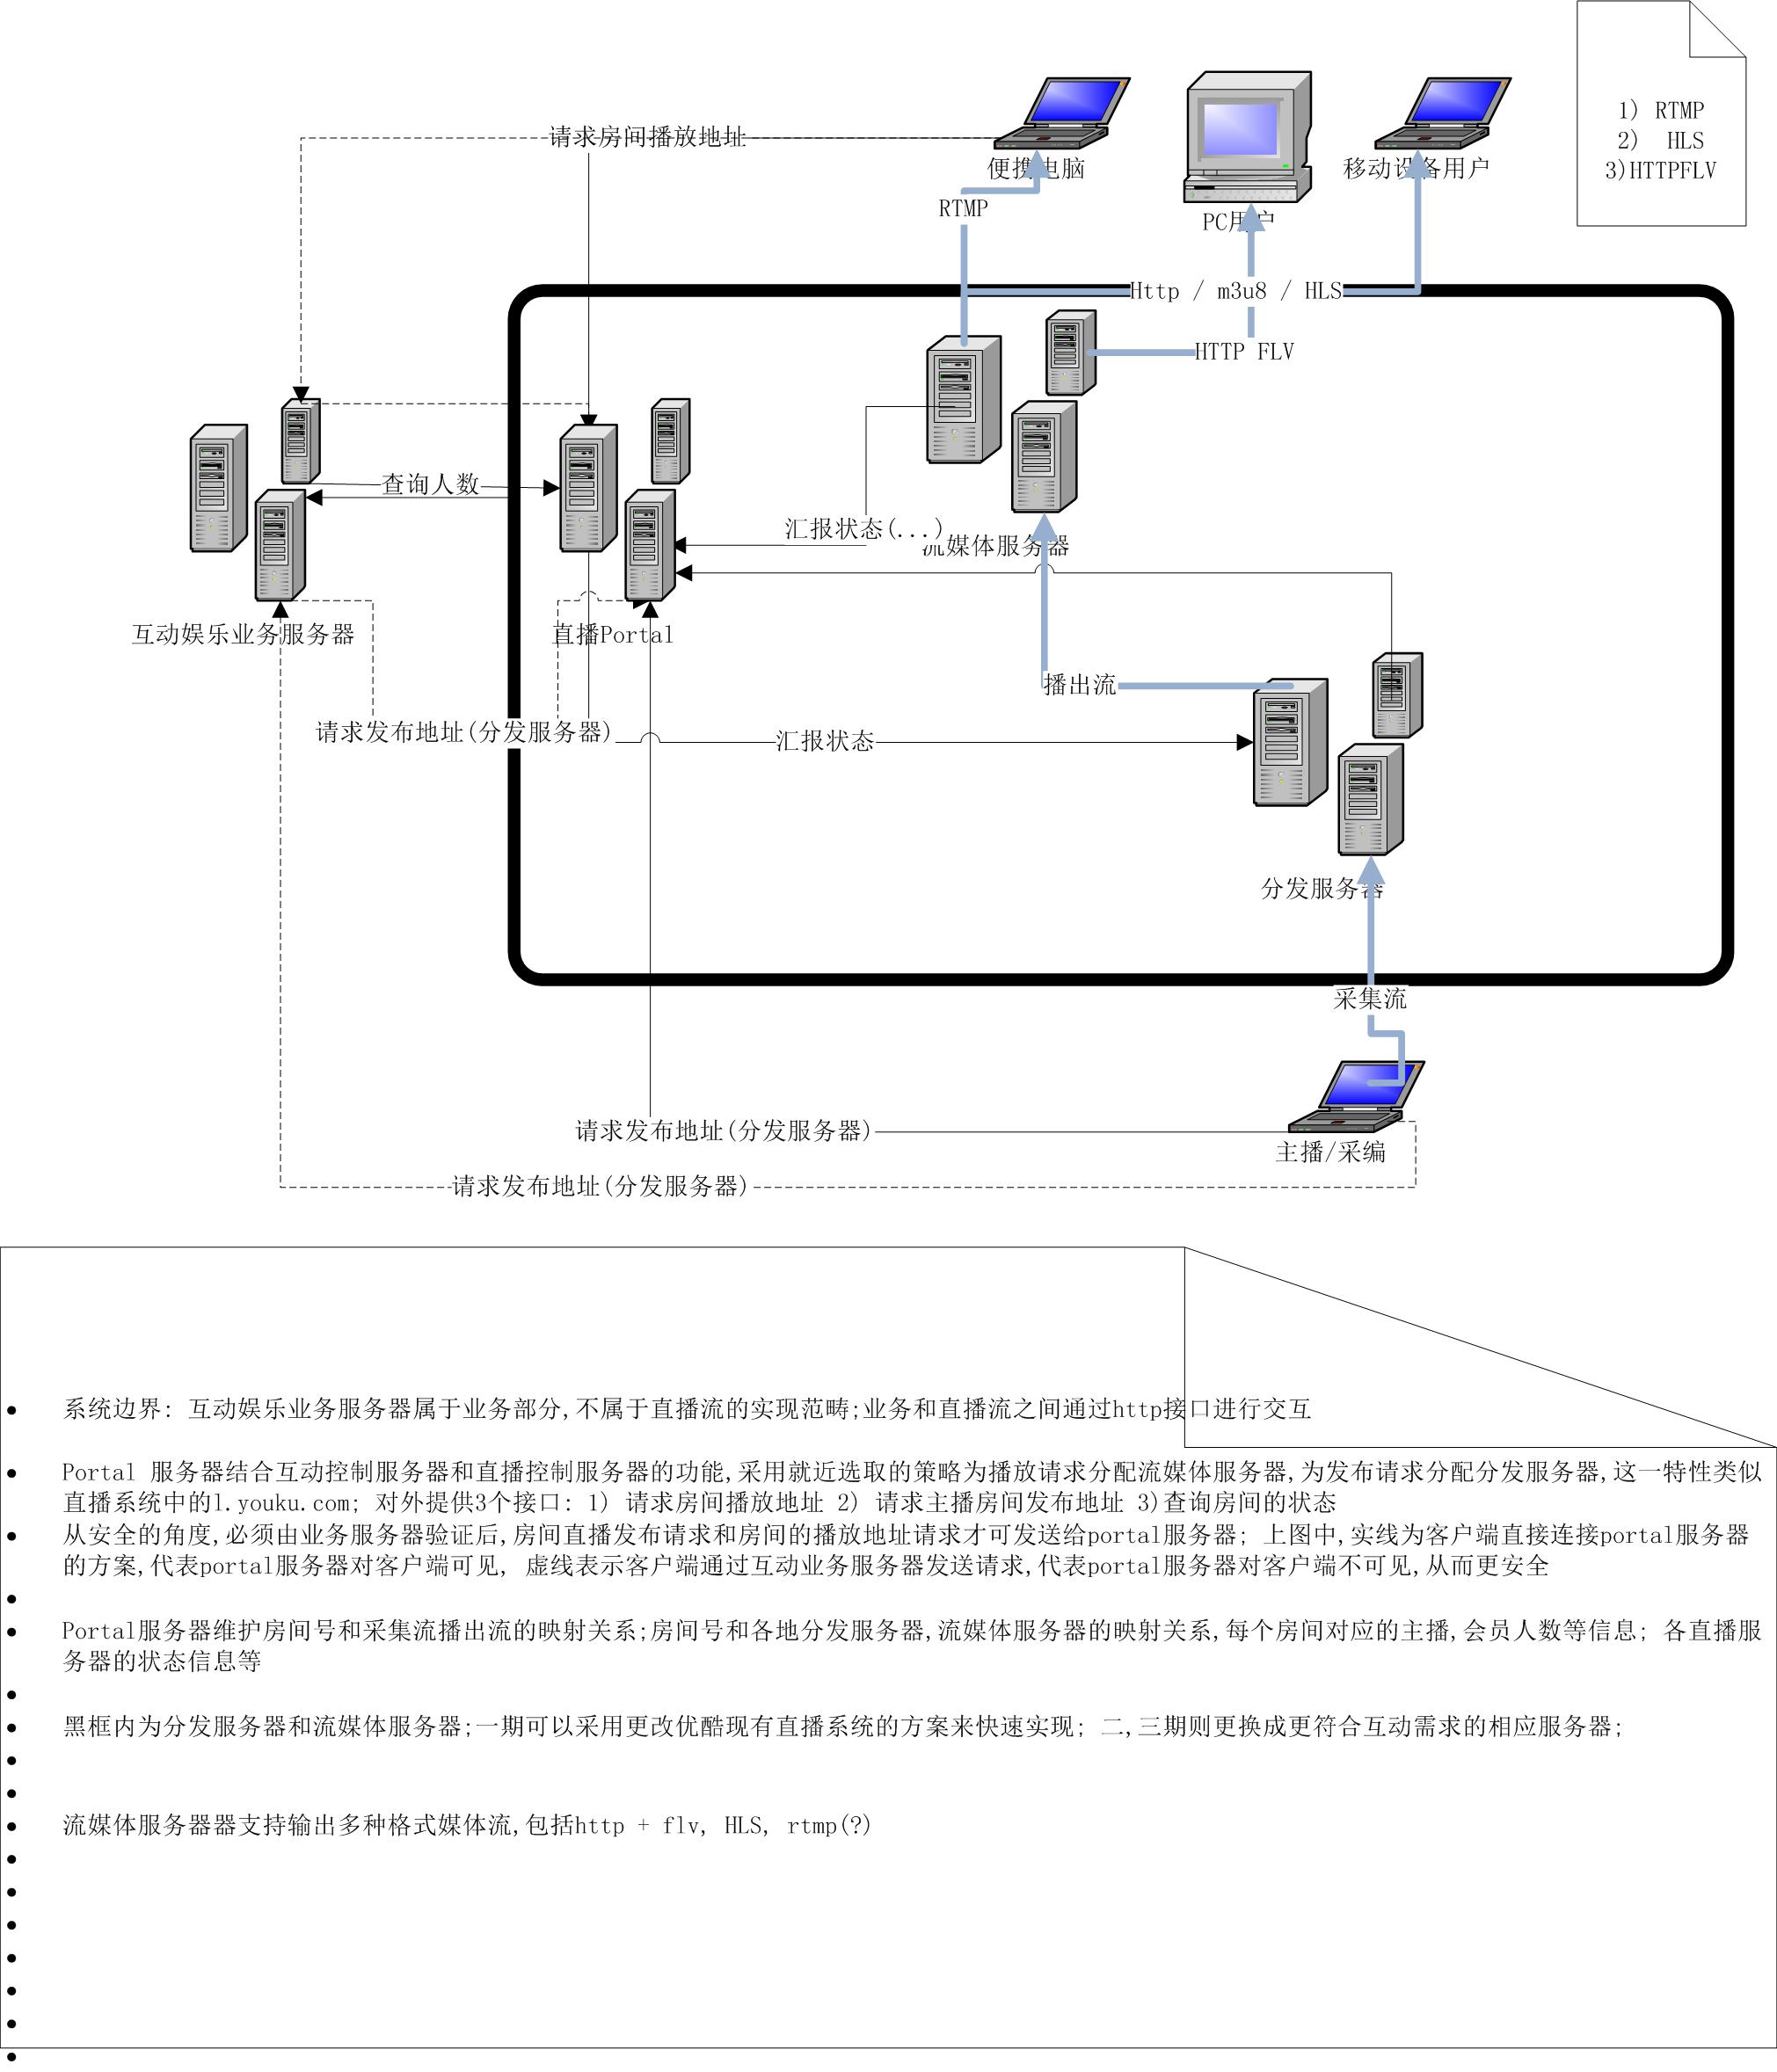 1) RTMP
2) HLS
3)HTTPFLV
请求房间播放地址
便携电脑
移动设备用户
RTMP
PC用户
Http / m3u8 / HLS
HTTP FLV
查询人数
汇报状态(...)
流媒体服务器
互动娱乐业务服务器
直播Portal
播出流
请求发布地址(分发服务器)
汇报状态
分发服务器
采集流
请求发布地址(分发服务器)
主播/采编
请求发布地址(分发服务器)
系统边界: 互动娱乐业务服务器属于业务部分,不属于直播流的实现范畴;业务和直播流之间通过http接口进行交互
Portal 服务器结合互动控制服务器和直播控制服务器的功能,采用就近选取的策略为播放请求分配流媒体服务器,为发布请求分配分发服务器,这一特性类似
直播系统中的l.youku.com; 对外提供3个接口: 1) 请求房间播放地址 2) 请求主播房间发布地址 3)查询房间的状态
从安全的角度,必须由业务服务器验证后,房间直播发布请求和房间的播放地址请求才可发送给portal服务器; 上图中,实线为客户端直接连接portal服务器
的方案,代表portal服务器对客户端可见, 虚线表示客户端通过互动业务服务器发送请求,代表portal服务器对客户端不可见,从而更安全
Portal服务器维护房间号和采集流播出流的映射关系;房间号和各地分发服务器,流媒体服务器的映射关系,每个房间对应的主播,会员人数等信息; 各直播服
务器的状态信息等
黑框内为分发服务器和流媒体服务器;一期可以采用更改优酷现有直播系统的方案来快速实现; 二,三期则更换成更符合互动需求的相应服务器;
流媒体服务器器支持输出多种格式媒体流,包括http + flv, HLS, rtmp(?)